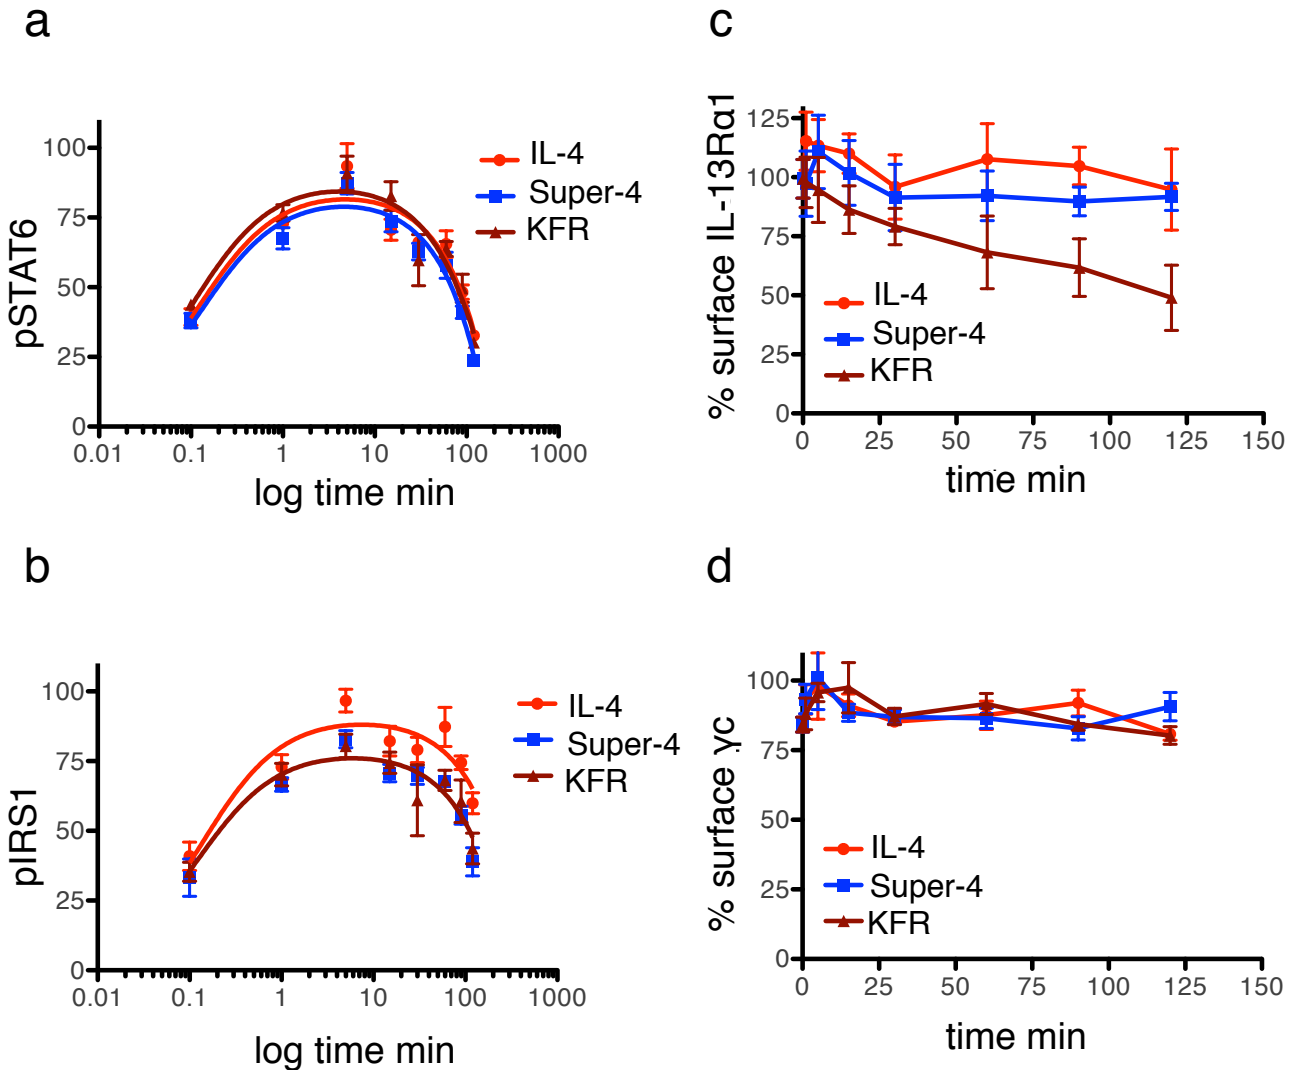 a
pSTAT6
100
75
50
25
0
0.01 0.1 1 10 100 1000
log time min
IL-4
Super-4
KFR
c
% surface IL-13Rα1
125
100
75
50
25
0
0 25 50 75 100 125 150
time min
IL-4
Super-4
KFR
b
pIRS1
100
75
50
25
0
0.01 0.1 1 10 100 1000
log time min
IL-4
Super-4
KFR
d
% surface γc
100
75
50
25
0
0 25 50 75 100 125 150
time min
IL-4
Super-4
KFR